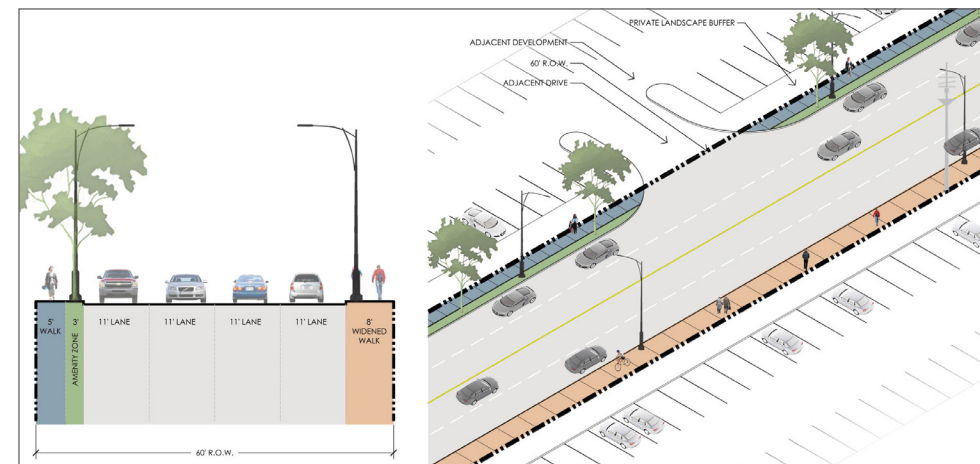 PRIVATE LANDSCAPE BUFFER
ADJACENT DEVELOPMENT
60' R.O.W.
ADJACENT DRIVE
5'
WALK
3'
AMENITY ZONE
11' LANE
11' LANE
11' LANE
11' LANE
8'
WIDENED
WALK
60' R.O.W.